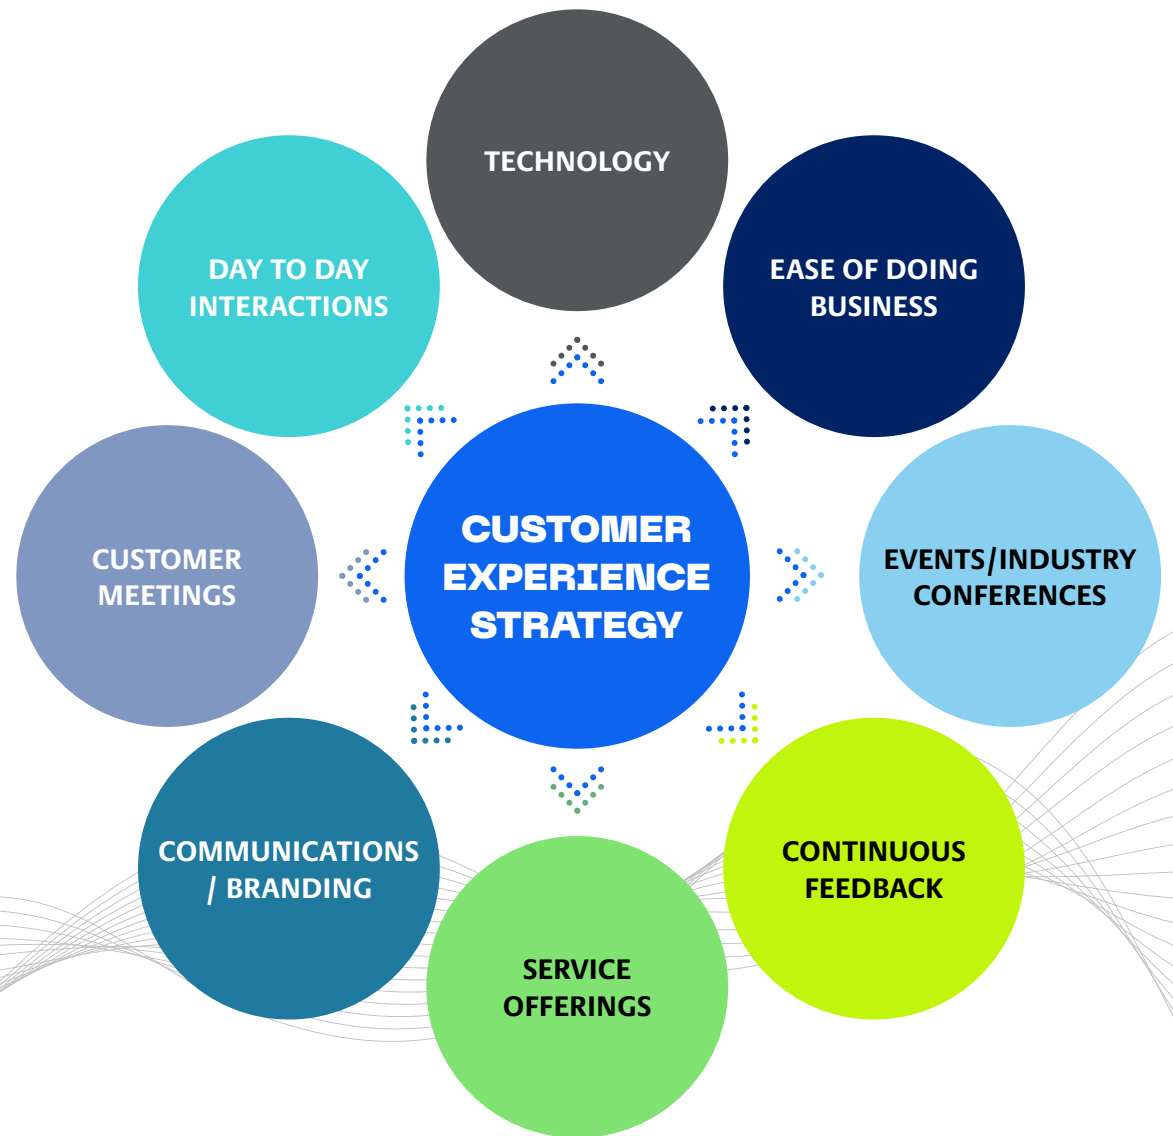 TECHNOLOGY
DAY TO DAY
INTERACTIONS
EASE OF DOING
BUSINESS
CUSTOMER
MEETINGS
CUSTOMER
EXPERIENCE
STRATEGY
EVENTS/INDUSTRY
CONFERENCES
COMMUNICATIONS
/ BRANDING
CONTINUOUS
FEEDBACK
SERVICE
OFFERINGS